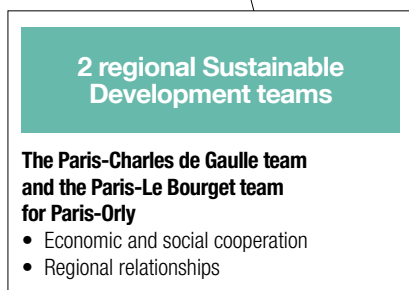 2 regional Sustainable
Development teams
The Paris-Charles de Gaulle team
and the Paris-Le Bourget team
for Paris-Orly
• Economic and social cooperation
• Regional relationships